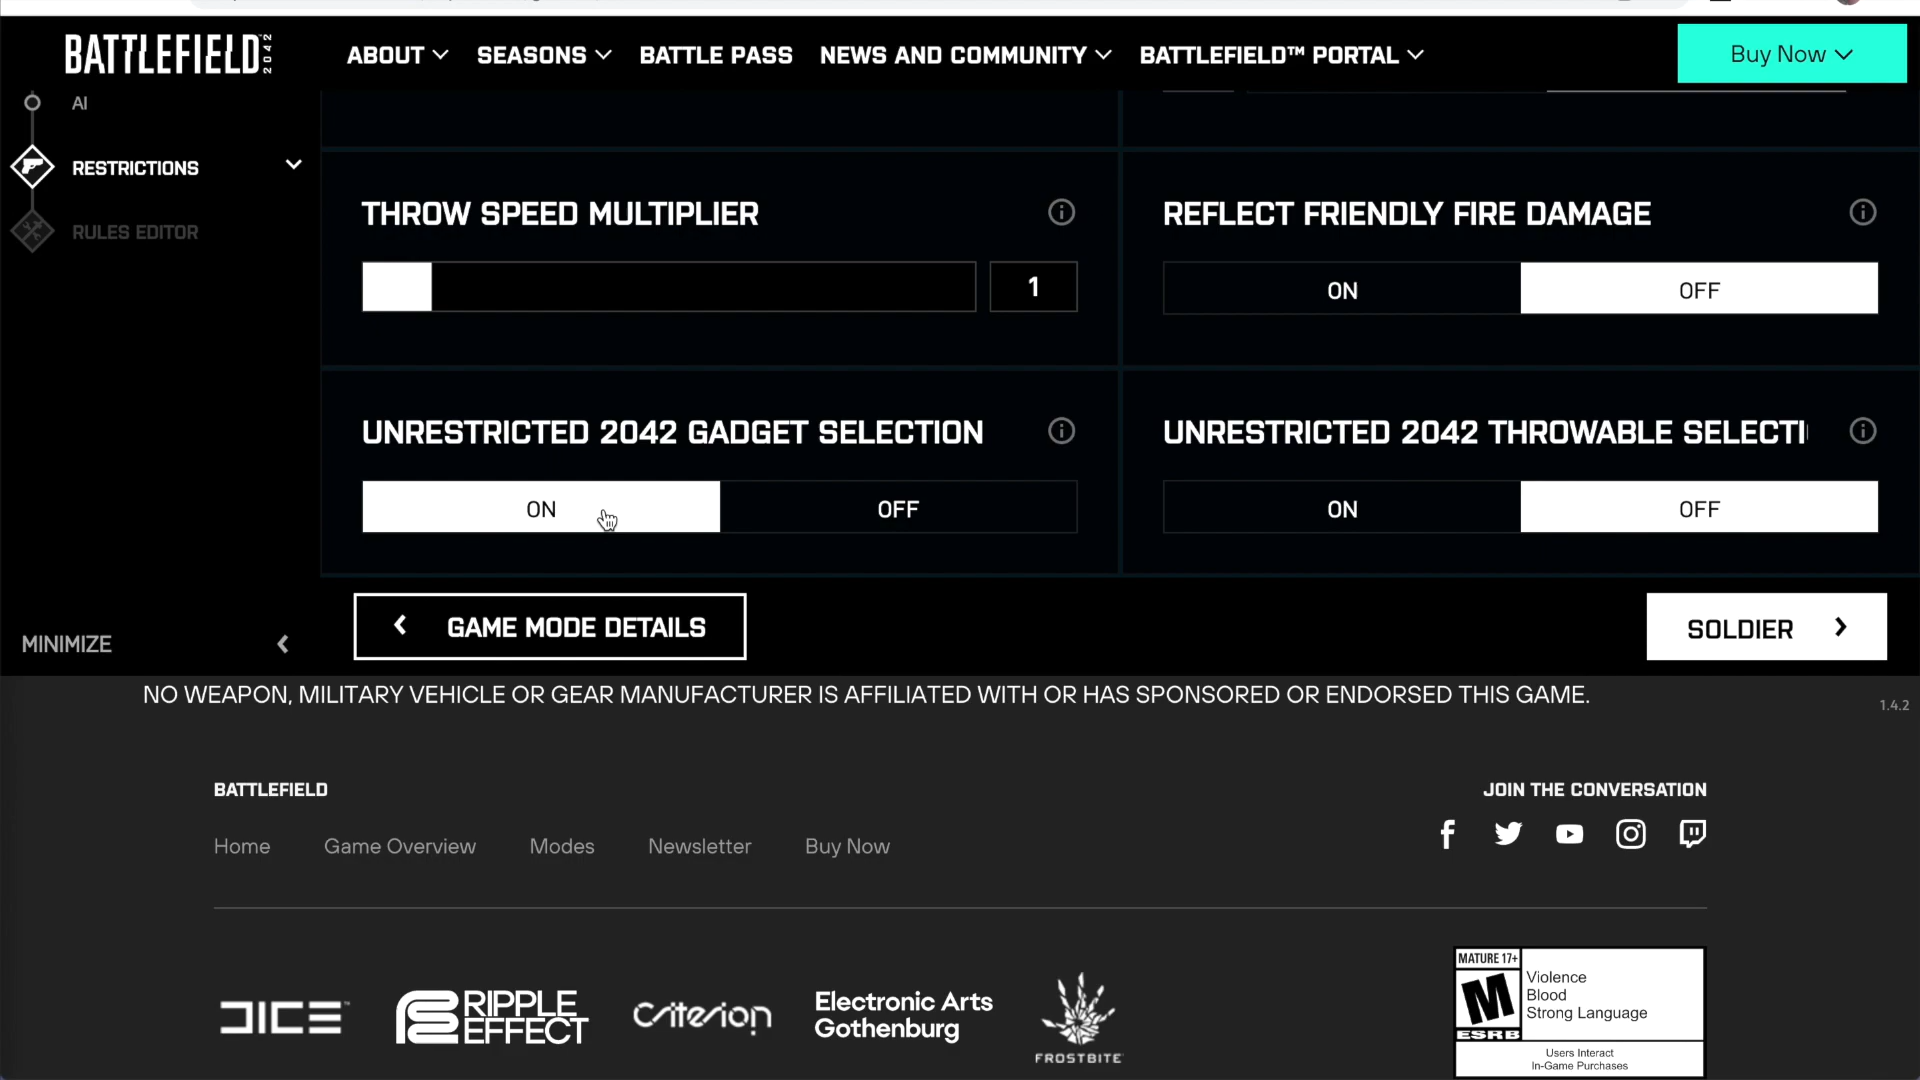 BATTLEFIELD 2042
ABOUT SEASONS BATTLE PASS NEWS AND COMMUNITY BATTLEFIELD™ PORTAL Buy Now
AI
RESTRICTIONS
RULES EDITOR
THROW SPEED MULTIPLIER
1
REFLECT FRIENDLY FIRE DAMAGE
ON OFF
UNRESTRICTED 2042 GADGET SELECTION
ON OFF
UNRESTRICTED 2042 THROWABLE SELECTI
ON OFF
MINIMIZE
GAME MODE DETAILS
SOLDIER
NO WEAPON, MILITARY VEHICLE OR GEAR MANUFACTURER IS AFFILIATED WITH OR HAS SPONSORED OR ENDORSED THIS GAME.
1.4.2
BATTLEFIELD
Home Game Overview Modes Newsletter Buy Now
JOIN THE CONVERSATION
DICE™
RIPPLE
EFFECT
Criterion
Electronic Arts
Gothenburg
FROSTBITE
MATURE 17+
M
ESRB
Violence
Blood
Strong Language
Users Interact
In-Game Purchases